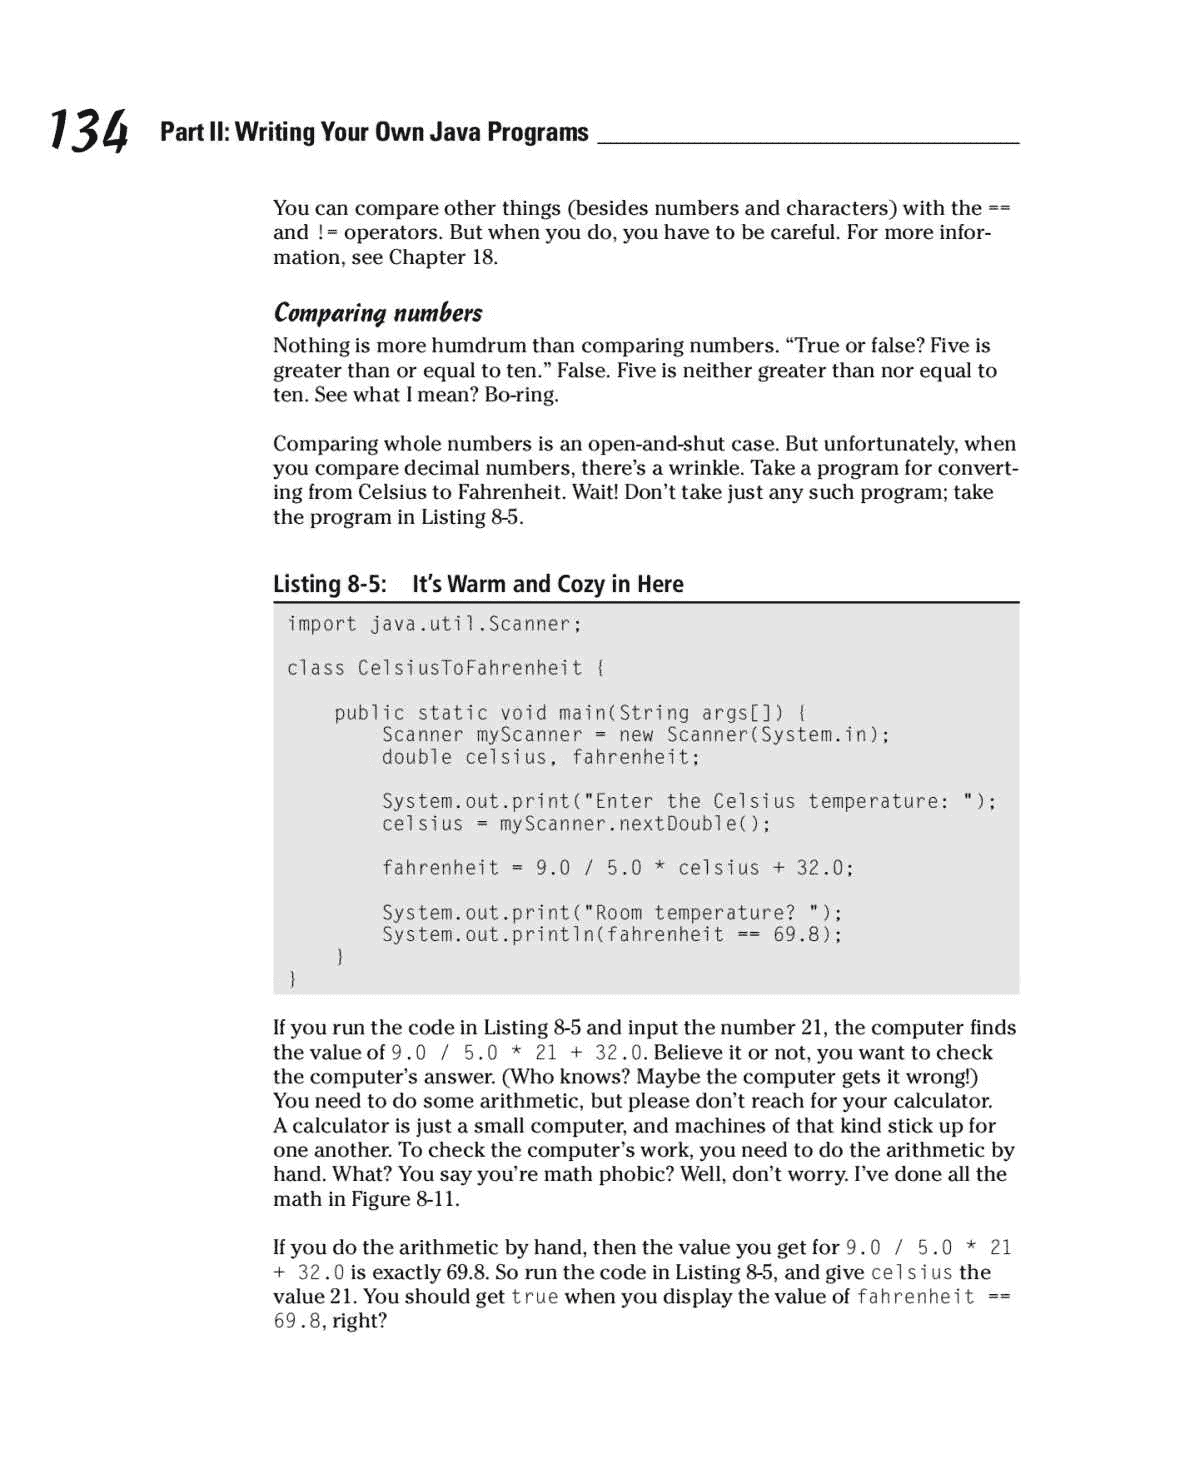 134 Part II: Writing Your Own Java Programs
You can compare other things (besides numbers and characters) with the ==
and != operators. But when you do, you have to be careful. For more infor-
mation, see Chapter 18.
Comparing numbers
Nothing is more humdrum than comparing numbers. “True or false? Five is
greater than or equal to ten.” False. Five is neither greater than nor equal to
ten. See what I mean? Bo-ring.
Comparing whole numbers is an open-and-shut case. But unfortunately, when
you compare decimal numbers, there’s a wrinkle. Take a program for convert-
ing from Celsius to Fahrenheit. Wait! Don’t take just any such program; take
the program in Listing 8-5.
Listing 8-5: It’s Warm and Cozy in Here
import java.util.Scanner;
class CelsiusToFahrenheit {
public static void main(String args[]) {
Scanner myScanner = new Scanner(System.in);
double celsius, fahrenheit;
System.out.print("Enter the Celsius temperature: ");
celsius = myScanner.nextDouble();
fahrenheit = 9.0 / 5.0 * celsius + 32.0;
System.out.print("Room temperature? ");
System.out.println(fahrenheit == 69.8);
}
}
If you run the code in Listing 8-5 and input the number 21, the computer finds
the value of 9.0 / 5.0 * 21 + 32.0. Believe it or not, you want to check
the computer’s answer. (Who knows? Maybe the computer gets it wrong!)
You need to do some arithmetic, but please don’t reach for your calculator.
A calculator is just a small computer, and machines of that kind stick up for
one another. To check the computer’s work, you need to do the arithmetic by
hand. What? You say you’re math phobic? Well, don’t worry. I’ve done all the
math in Figure 8-11.
If you do the arithmetic by hand, then the value you get for 9.0 / 5.0 * 21
+ 32.0 is exactly 69.8. So run the code in Listing 8-5, and give celsius the
value 21. You should get true when you display the value of fahrenheit ==
69.8, right?